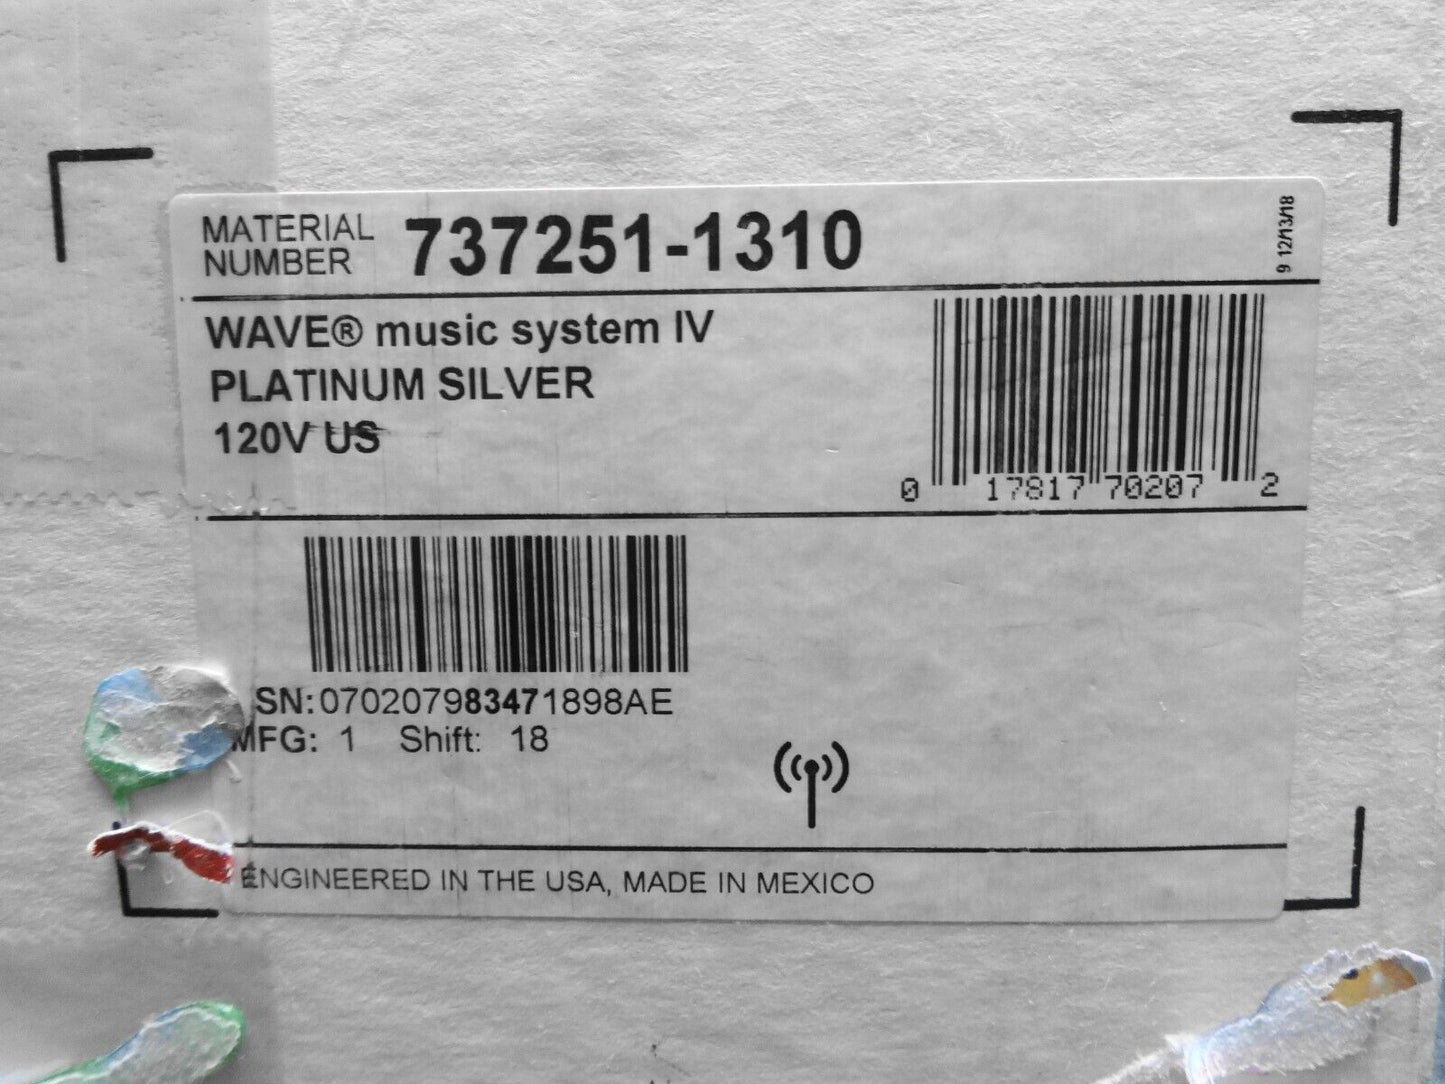 MATERIAL
NUMBER
737251-1310
9 12/13/18
WAVE® music system IV
PLATINUM SILVER
120V US
0 17817 70207 2
SN:070207983471898AE
MFG: 1 Shift: 18
ENGINEERED IN THE USA, MADE IN MEXICO